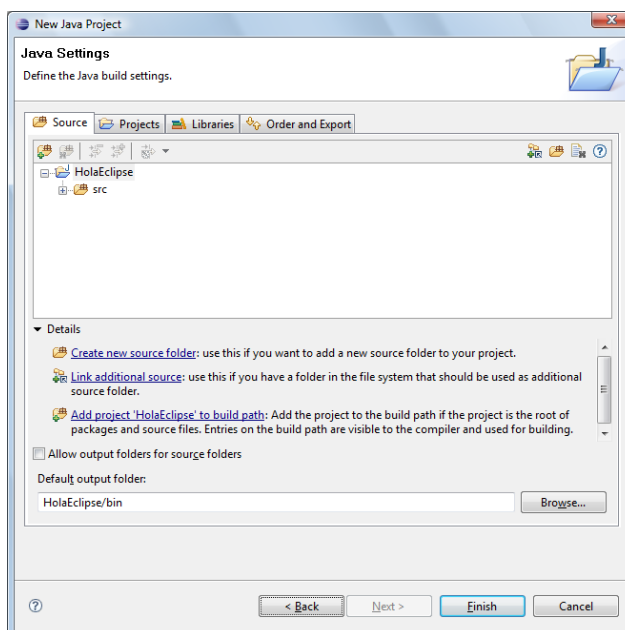 New Java Project
Java Settings
Define the Java build settings.
Source Projects Libraries Order and Export
HolaEclipse
src
Details
Create new source folder: use this if you want to add a new source folder to your project.
Link additional source: use this if you have a folder in the file system that should be used as additional
source folder.
Add project 'HolaEclipse' to build path: Add the project to the build path if the project is the root of
packages and source files. Entries on the build path are visible to the compiler and used for building.
Allow output folders for source folders
Default output folder:
HolaEclipse/bin
Browse...
< Back Next > Finish Cancel